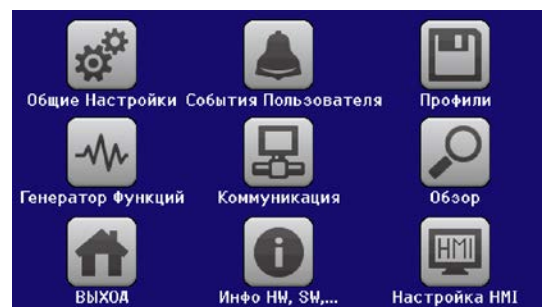 Общие Настройки События Пользователя Профили
Генератор Функций Коммуникация Обзор
HMI
ВЫХОД Инфо HW, SW,... Настройка HMI